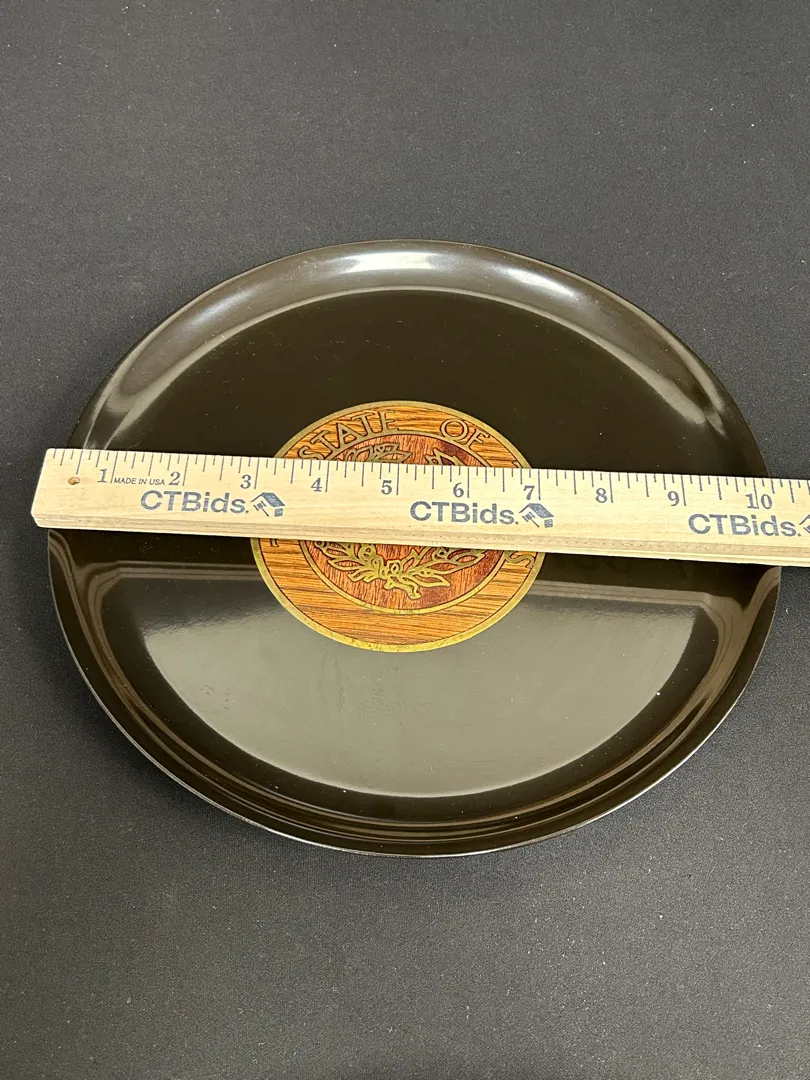 STATE OF
1 MADE IN USA 2 3 4 5 6 7 8 9 10
CTBids. CTBids. CTBids.